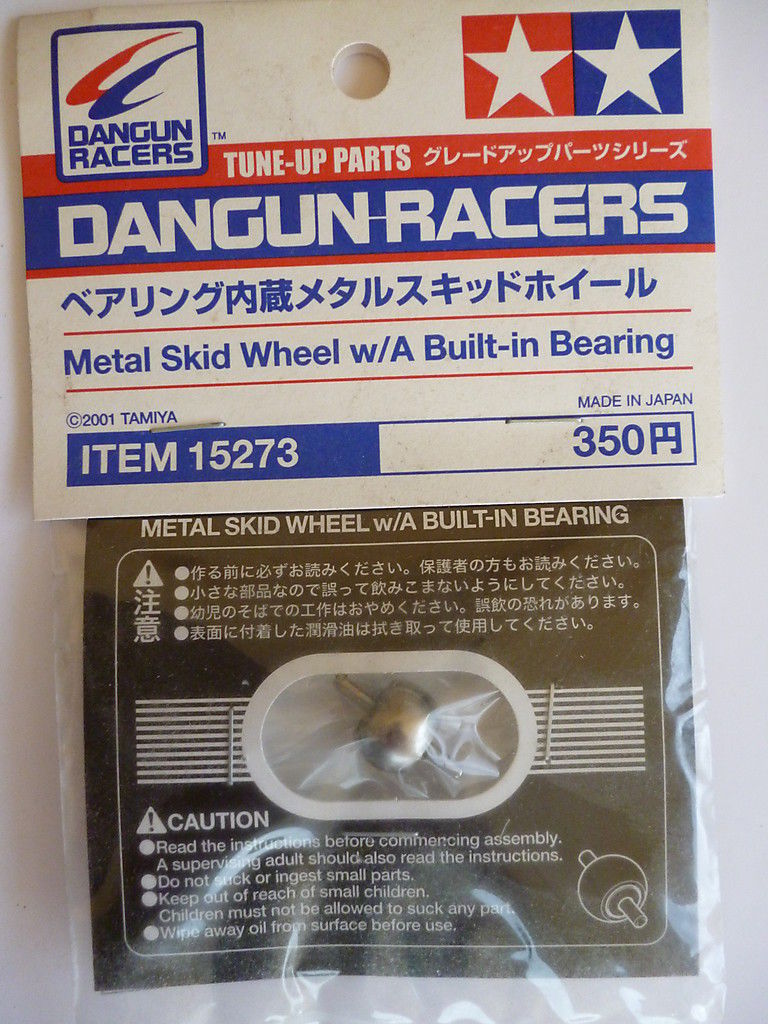 DANGUN
RACERS
TM
TUNE-UP PARTS グレードアップパーツシリーズ
DANGUN-RACERS
ベアリング内蔵メタルスキッドホイール
Metal Skid Wheel w/A Built-in Bearing
©2001 TAMIYA
MADE IN JAPAN
ITEM 15273
350円
METAL SKID WHEEL w/A BUILT-IN BEARING
注意
●作る前に必ずお読みください。保護者の方もお読みください。
●小さな部品なので誤って飲みこまないようにしてください。
●幼児のそばでの工作はおやめください。誤飲の恐れがあります。
●表面に付着した潤滑油は拭き取って使用してください。
CAUTION
●Read the instructions before commencing assembly.
A supervising adult should also read the instructions.
●Do not suck or ingest small parts.
●Keep out of reach of small children.
Children must not be allowed to suck any part.
●Wipe away oil from surface before use.